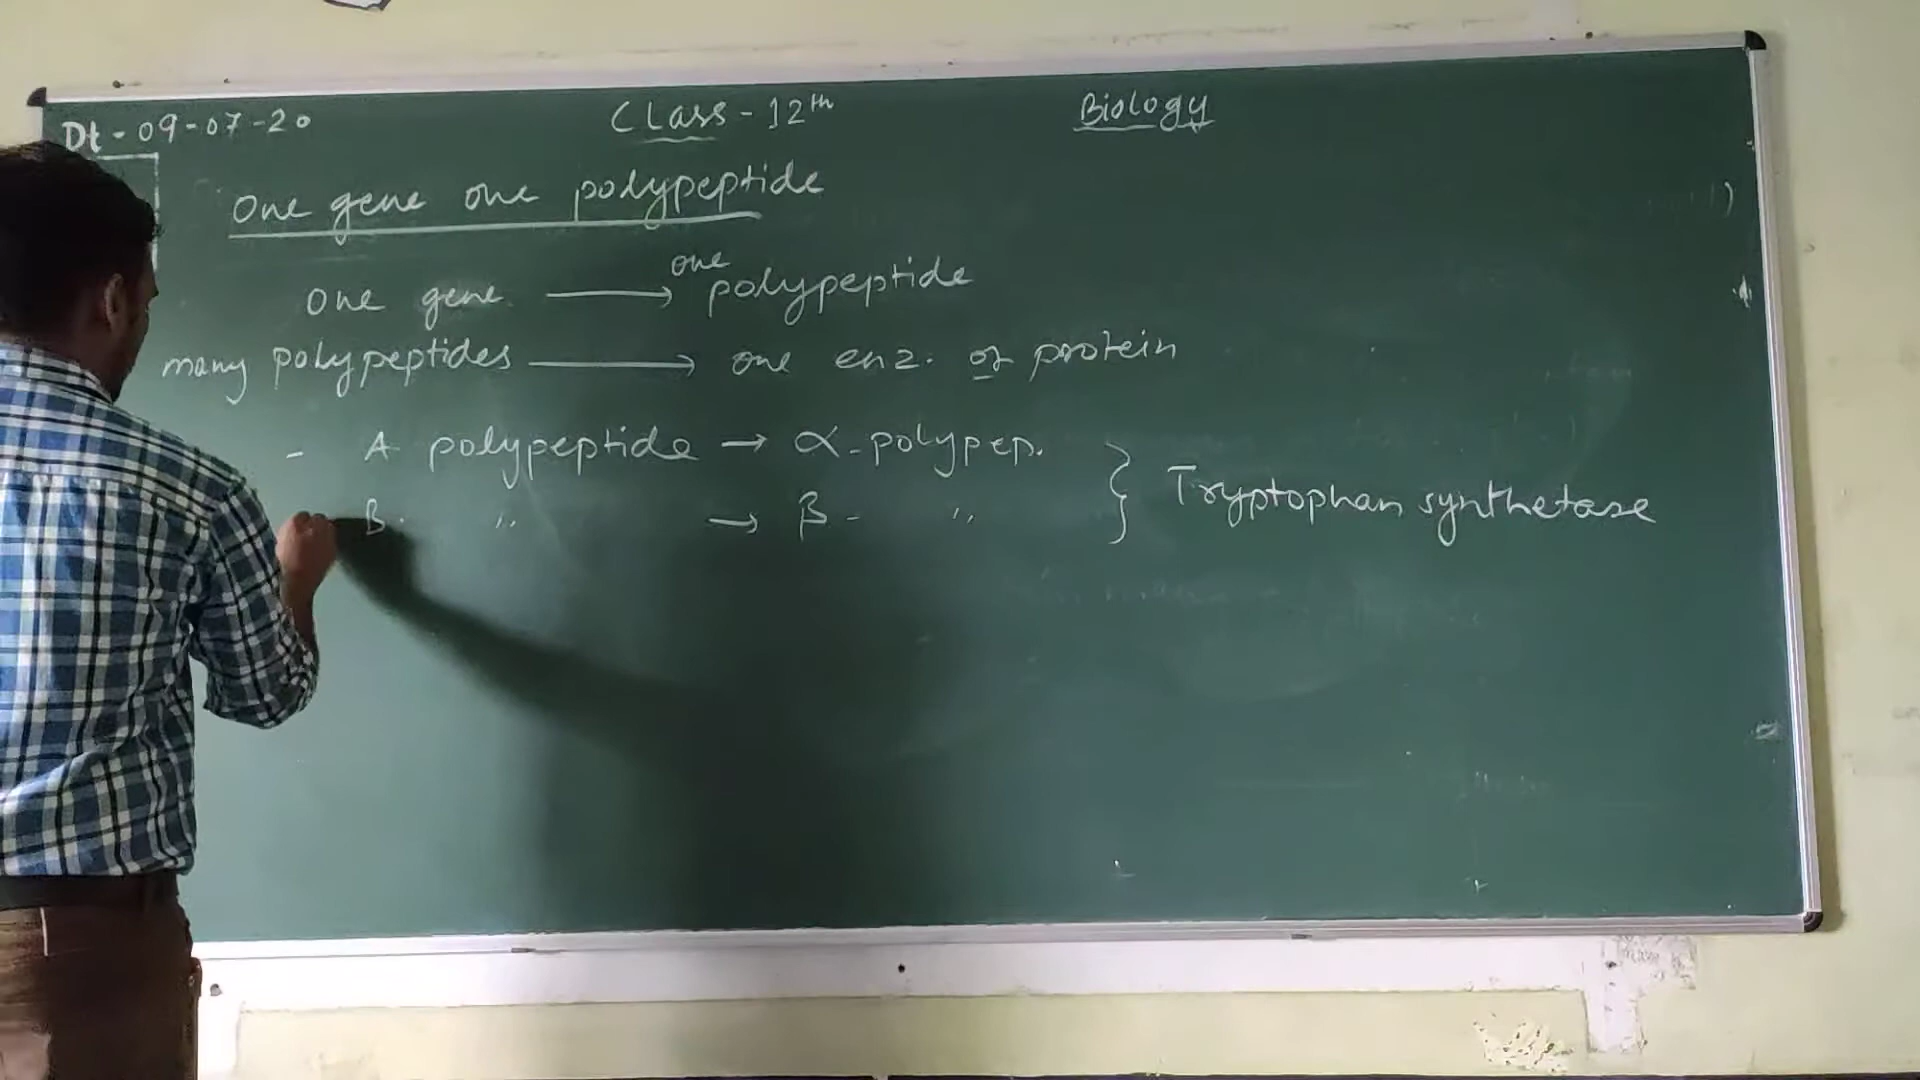 Dt - 09-07-20 Class - 12th Biology
One gene one polypeptide
one gene → one polypeptide
many polypeptides → one enz. or protein
- A polypeptide → α-polypep.
B. " → β - "
} Tryptophan synthetase